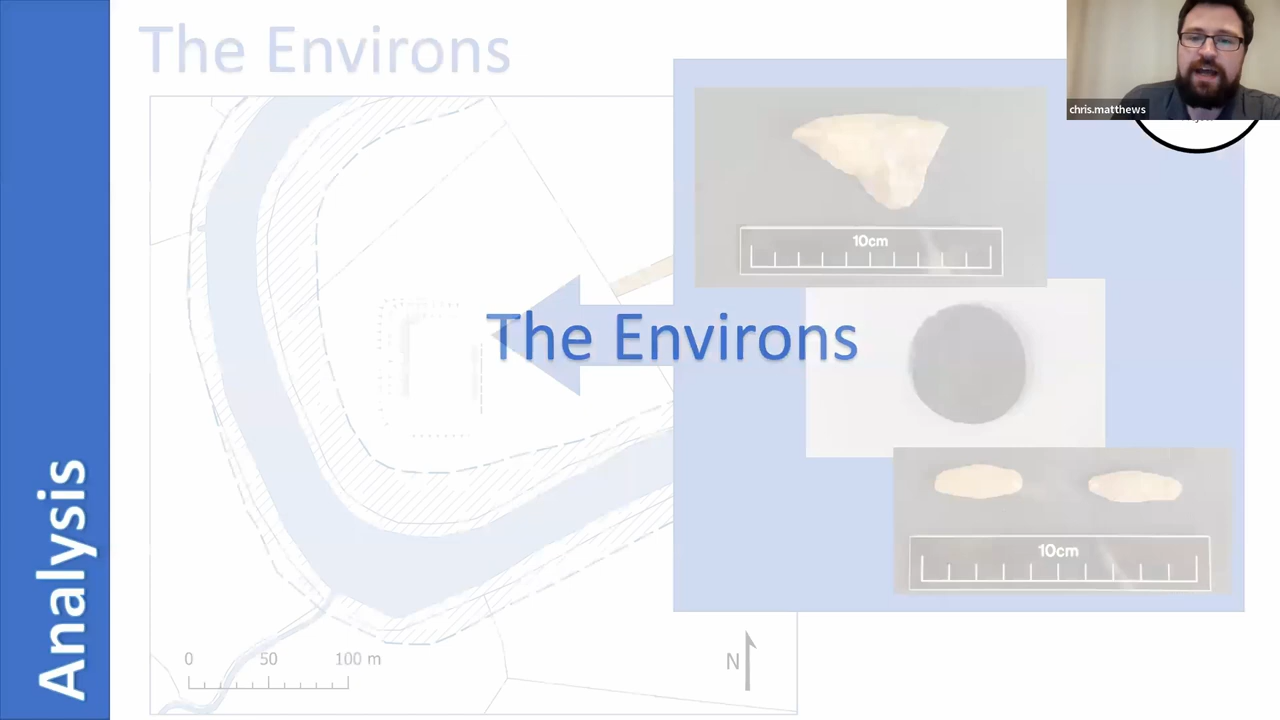 The Environs
chris.matthews
10cm
The Environs
10cm
Analysis
0 50 100 m
N